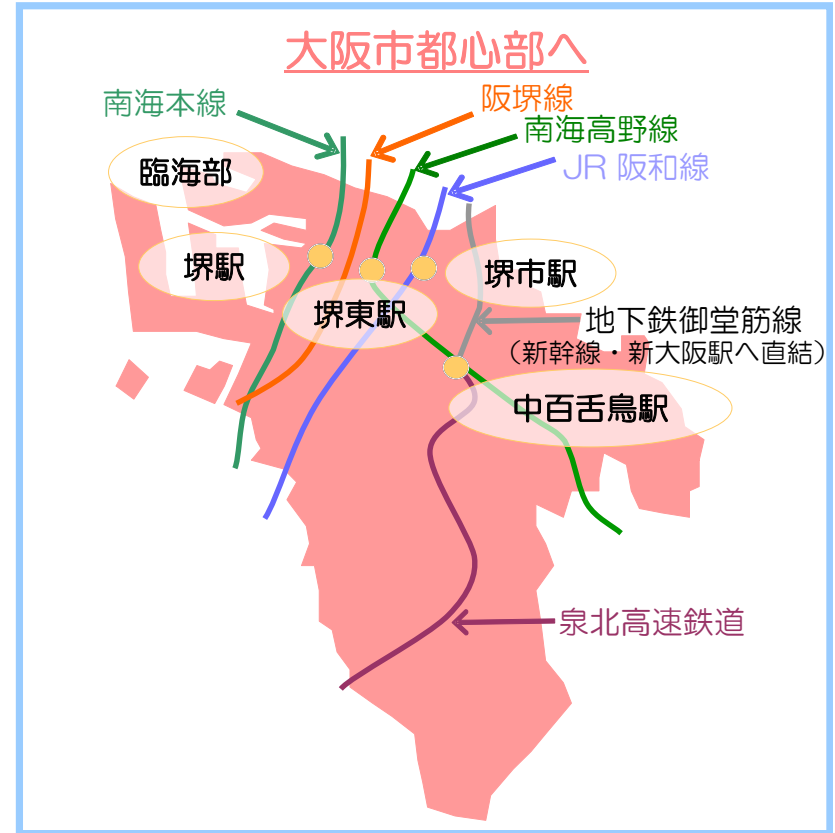 大阪市都心部へ
南海本線
阪堺線
南海高野線
JR 阪和線
臨海部
堺駅
堺市駅
堺東駅
地下鉄御堂筋線
（新幹線・新大阪駅へ直結）
中百舌鳥駅
泉北高速鉄道